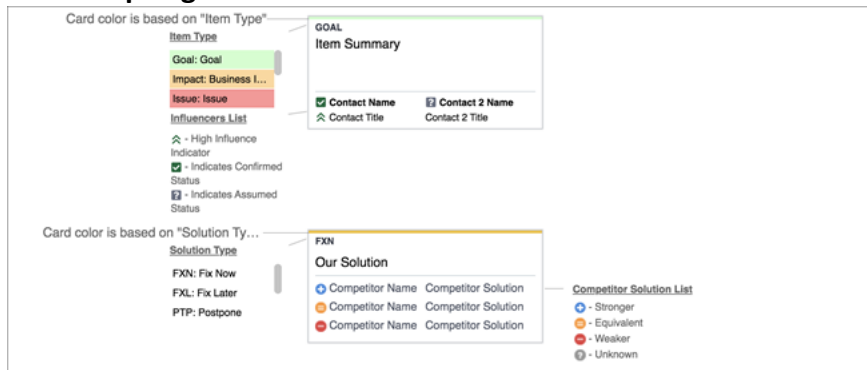 Card color is based on "Item Type"
Item Type
Goal: Goal
Impact: Business I...
Issue: Issue
Influencers List
- High Influence
Indicator
- Indicates Confirmed
Status
- Indicates Assumed
Status
GOAL
Item Summary
Contact Name
Contact 2 Name
Contact Title
Contact 2 Title
Card color is based on "Solution Ty...
Solution Type
FXN: Fix Now
FXL: Fix Later
PTP: Postpone
FXN
Our Solution
Competitor Name Competitor Solution
Competitor Name Competitor Solution
Competitor Name Competitor Solution
Competitor Solution List
- Stronger
- Equivalent
- Weaker
- Unknown